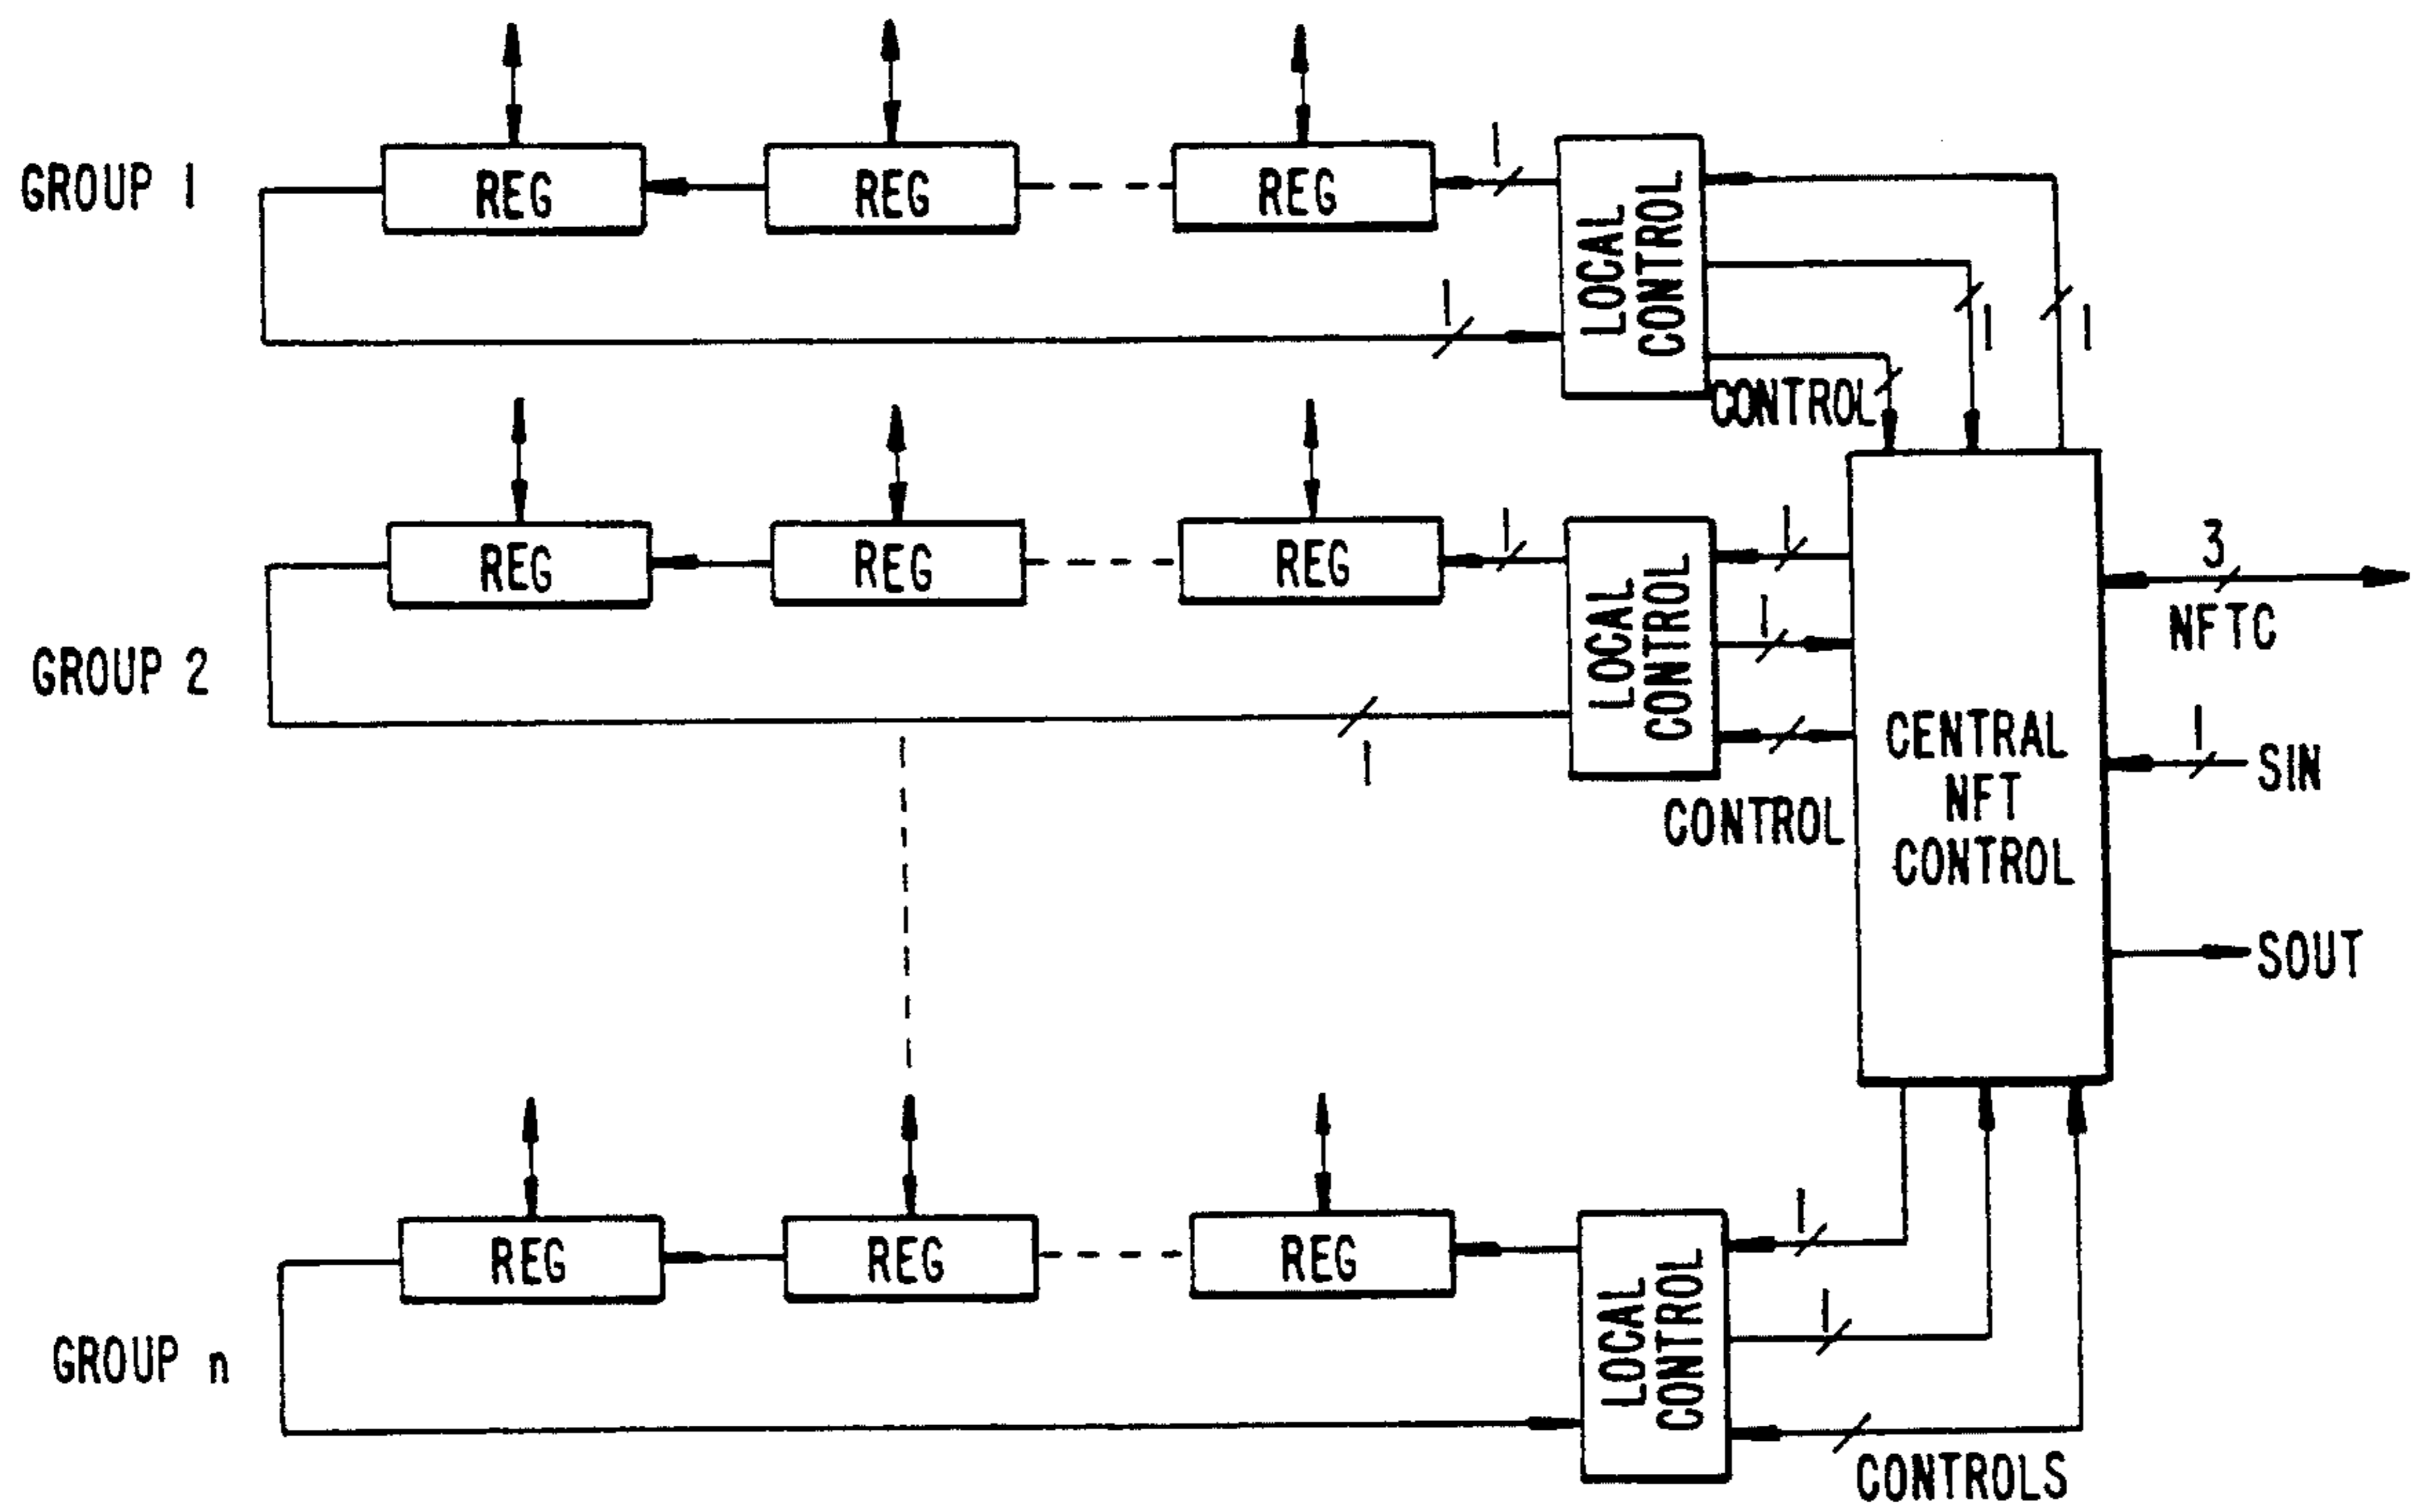 GROUP 1
REG
REG
REG
1
LOCAL
CONTROL
1
1
1
CONTROL
GROUP 2
REG
REG
REG
1
LOCAL
CONTROL
1
1
1
CONTROL
CENTRAL
NFT
CONTROL
3
NFTC
1
SIN
SOUT
GROUP n
REG
REG
REG
LOCAL
CONTROL
1
1
CONTROLS